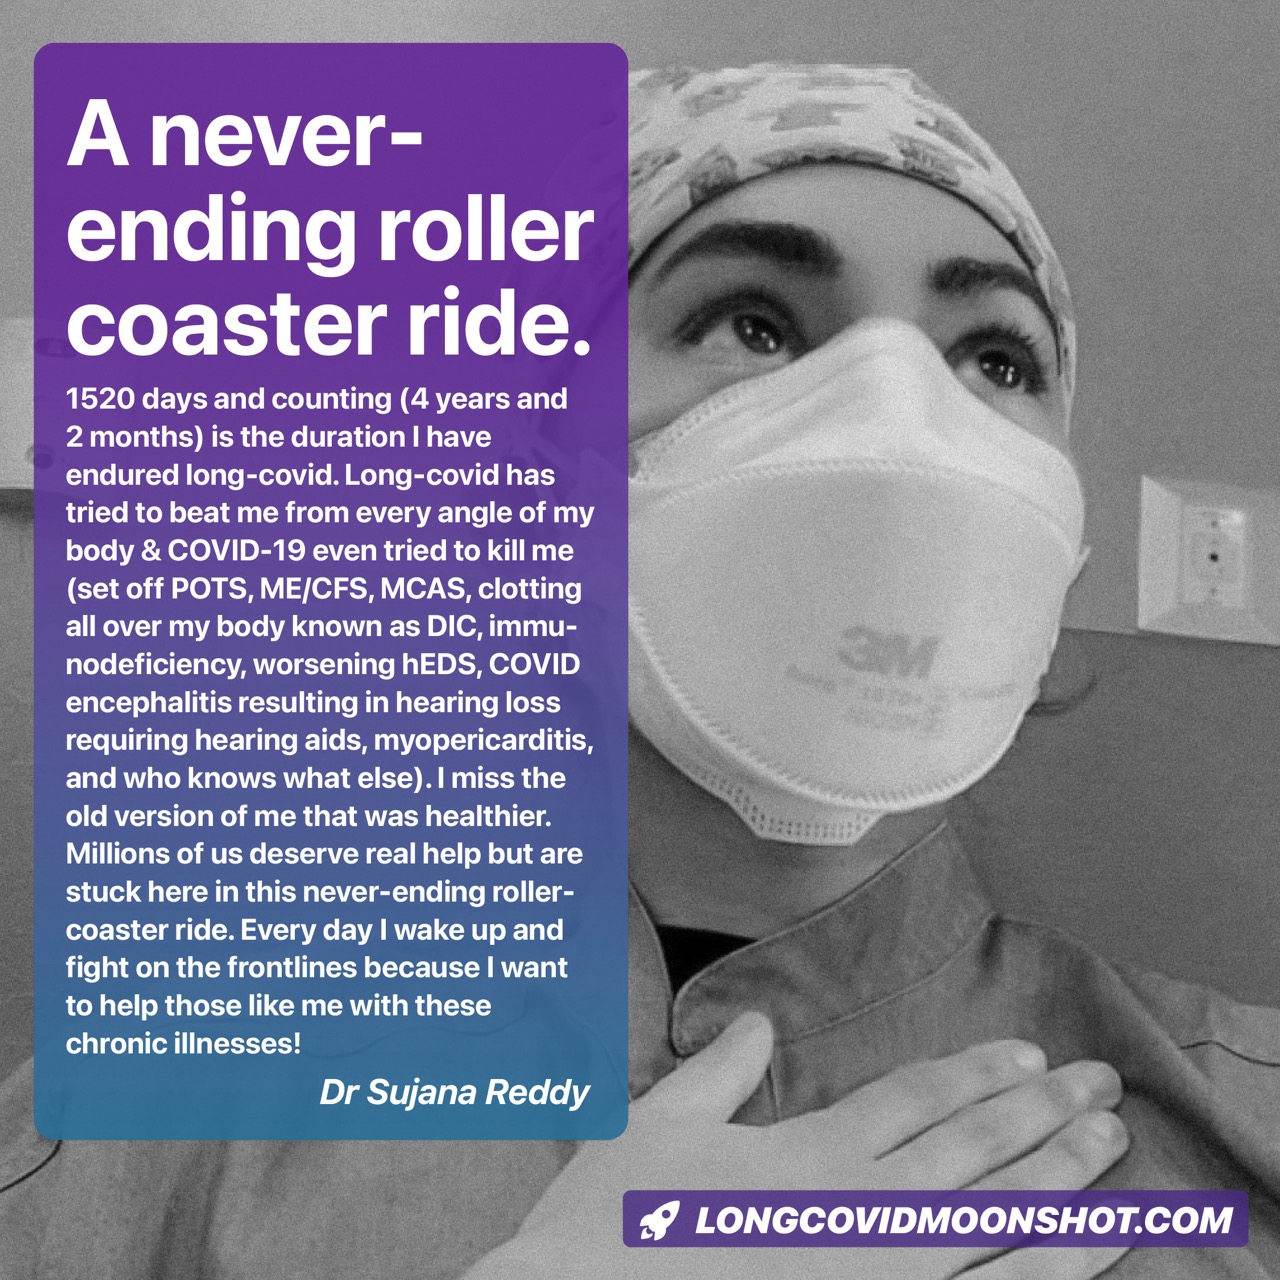 A never-
ending roller
coaster ride.
1520 days and counting (4 years and
2 months) is the duration I have
endured long-covid. Long-covid has
tried to beat me from every angle of my
body & COVID-19 even tried to kill me
(set off POTS, ME/CFS, MCAS, clotting
all over my body known as DIC, immu-
nodeficiency, worsening hEDS, COVID
encephalitis resulting in hearing loss
requiring hearing aids, myopericarditis,
and who knows what else). I miss the
old version of me that was healthier.
Millions of us deserve real help but are
stuck here in this never-ending roller-
coaster ride. Every day I wake up and
fight on the frontlines because I want
to help those like me with these
chronic illnesses!
Dr Sujana Reddy
3M
LONGCOVIDMOONSHOT.COM